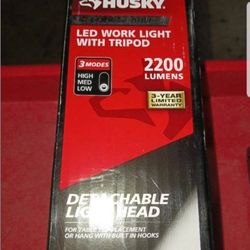 HUSKY
LED WORK LIGHT
WITH TRIPOD
3 MODES
HIGH
MED
LOW
2200
LUMENS
3-YEAR
LIMITED
WARRANTY
DETACHABLE
LIGHT HEAD
FOR TABLE PLACEMENT
OR HANG WITH BUILT IN HOOKS